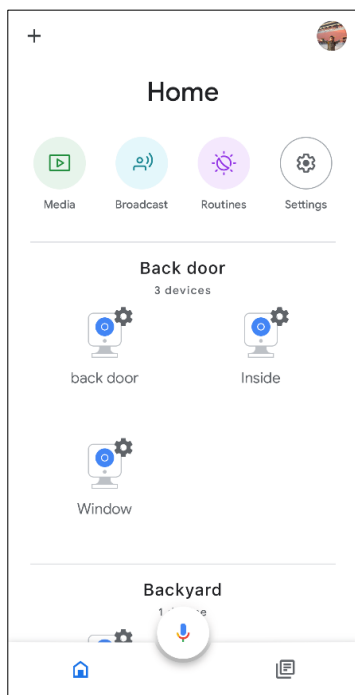 Home
Media Broadcast Routines Settings
Back door
3 devices
back door Inside
Window
Backyard